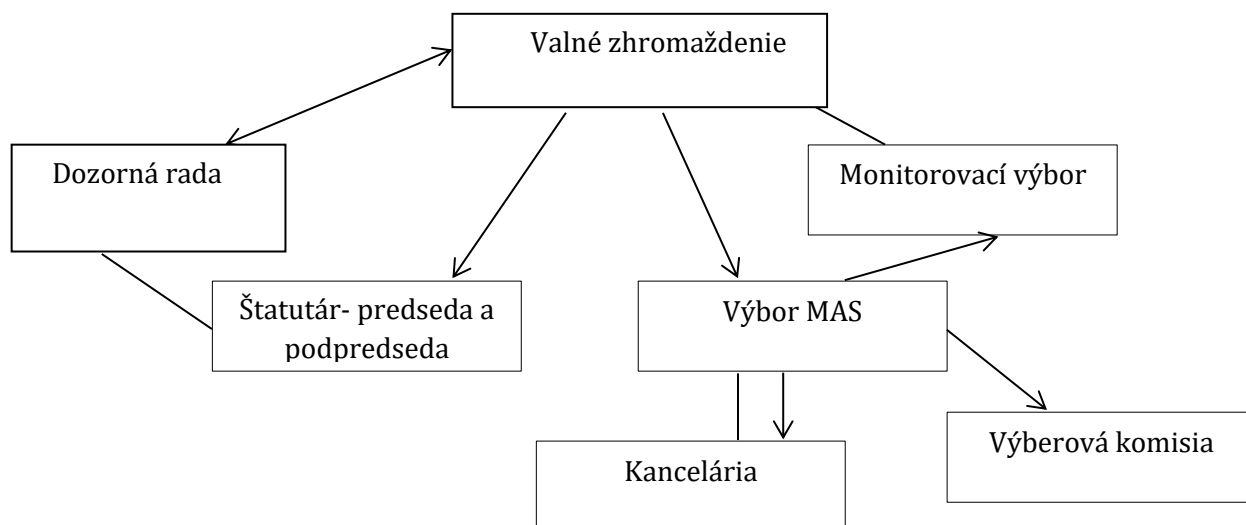 Valné zhromaždenie
Dozorná rada
Monitorovací výbor
Štatutár- predseda a
podpredseda
Výbor MAS
Výberová komisia
Kancelária